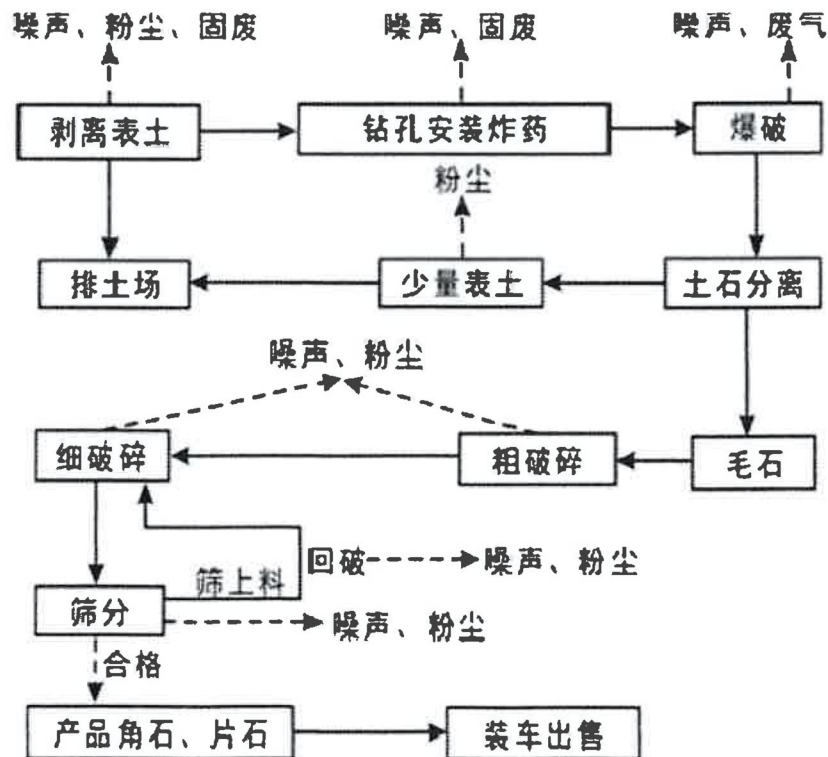 噪声、粉尘、固废
噪声、固废
噪声、废气
剥离表土
钻孔安装炸药
爆破
粉尘
排土场
少量表土
土石分离
噪声、粉尘
细破碎
粗破碎
毛石
回破
噪声、粉尘
筛上料
筛分
噪声、粉尘
合格
产品角石、片石
装车出售